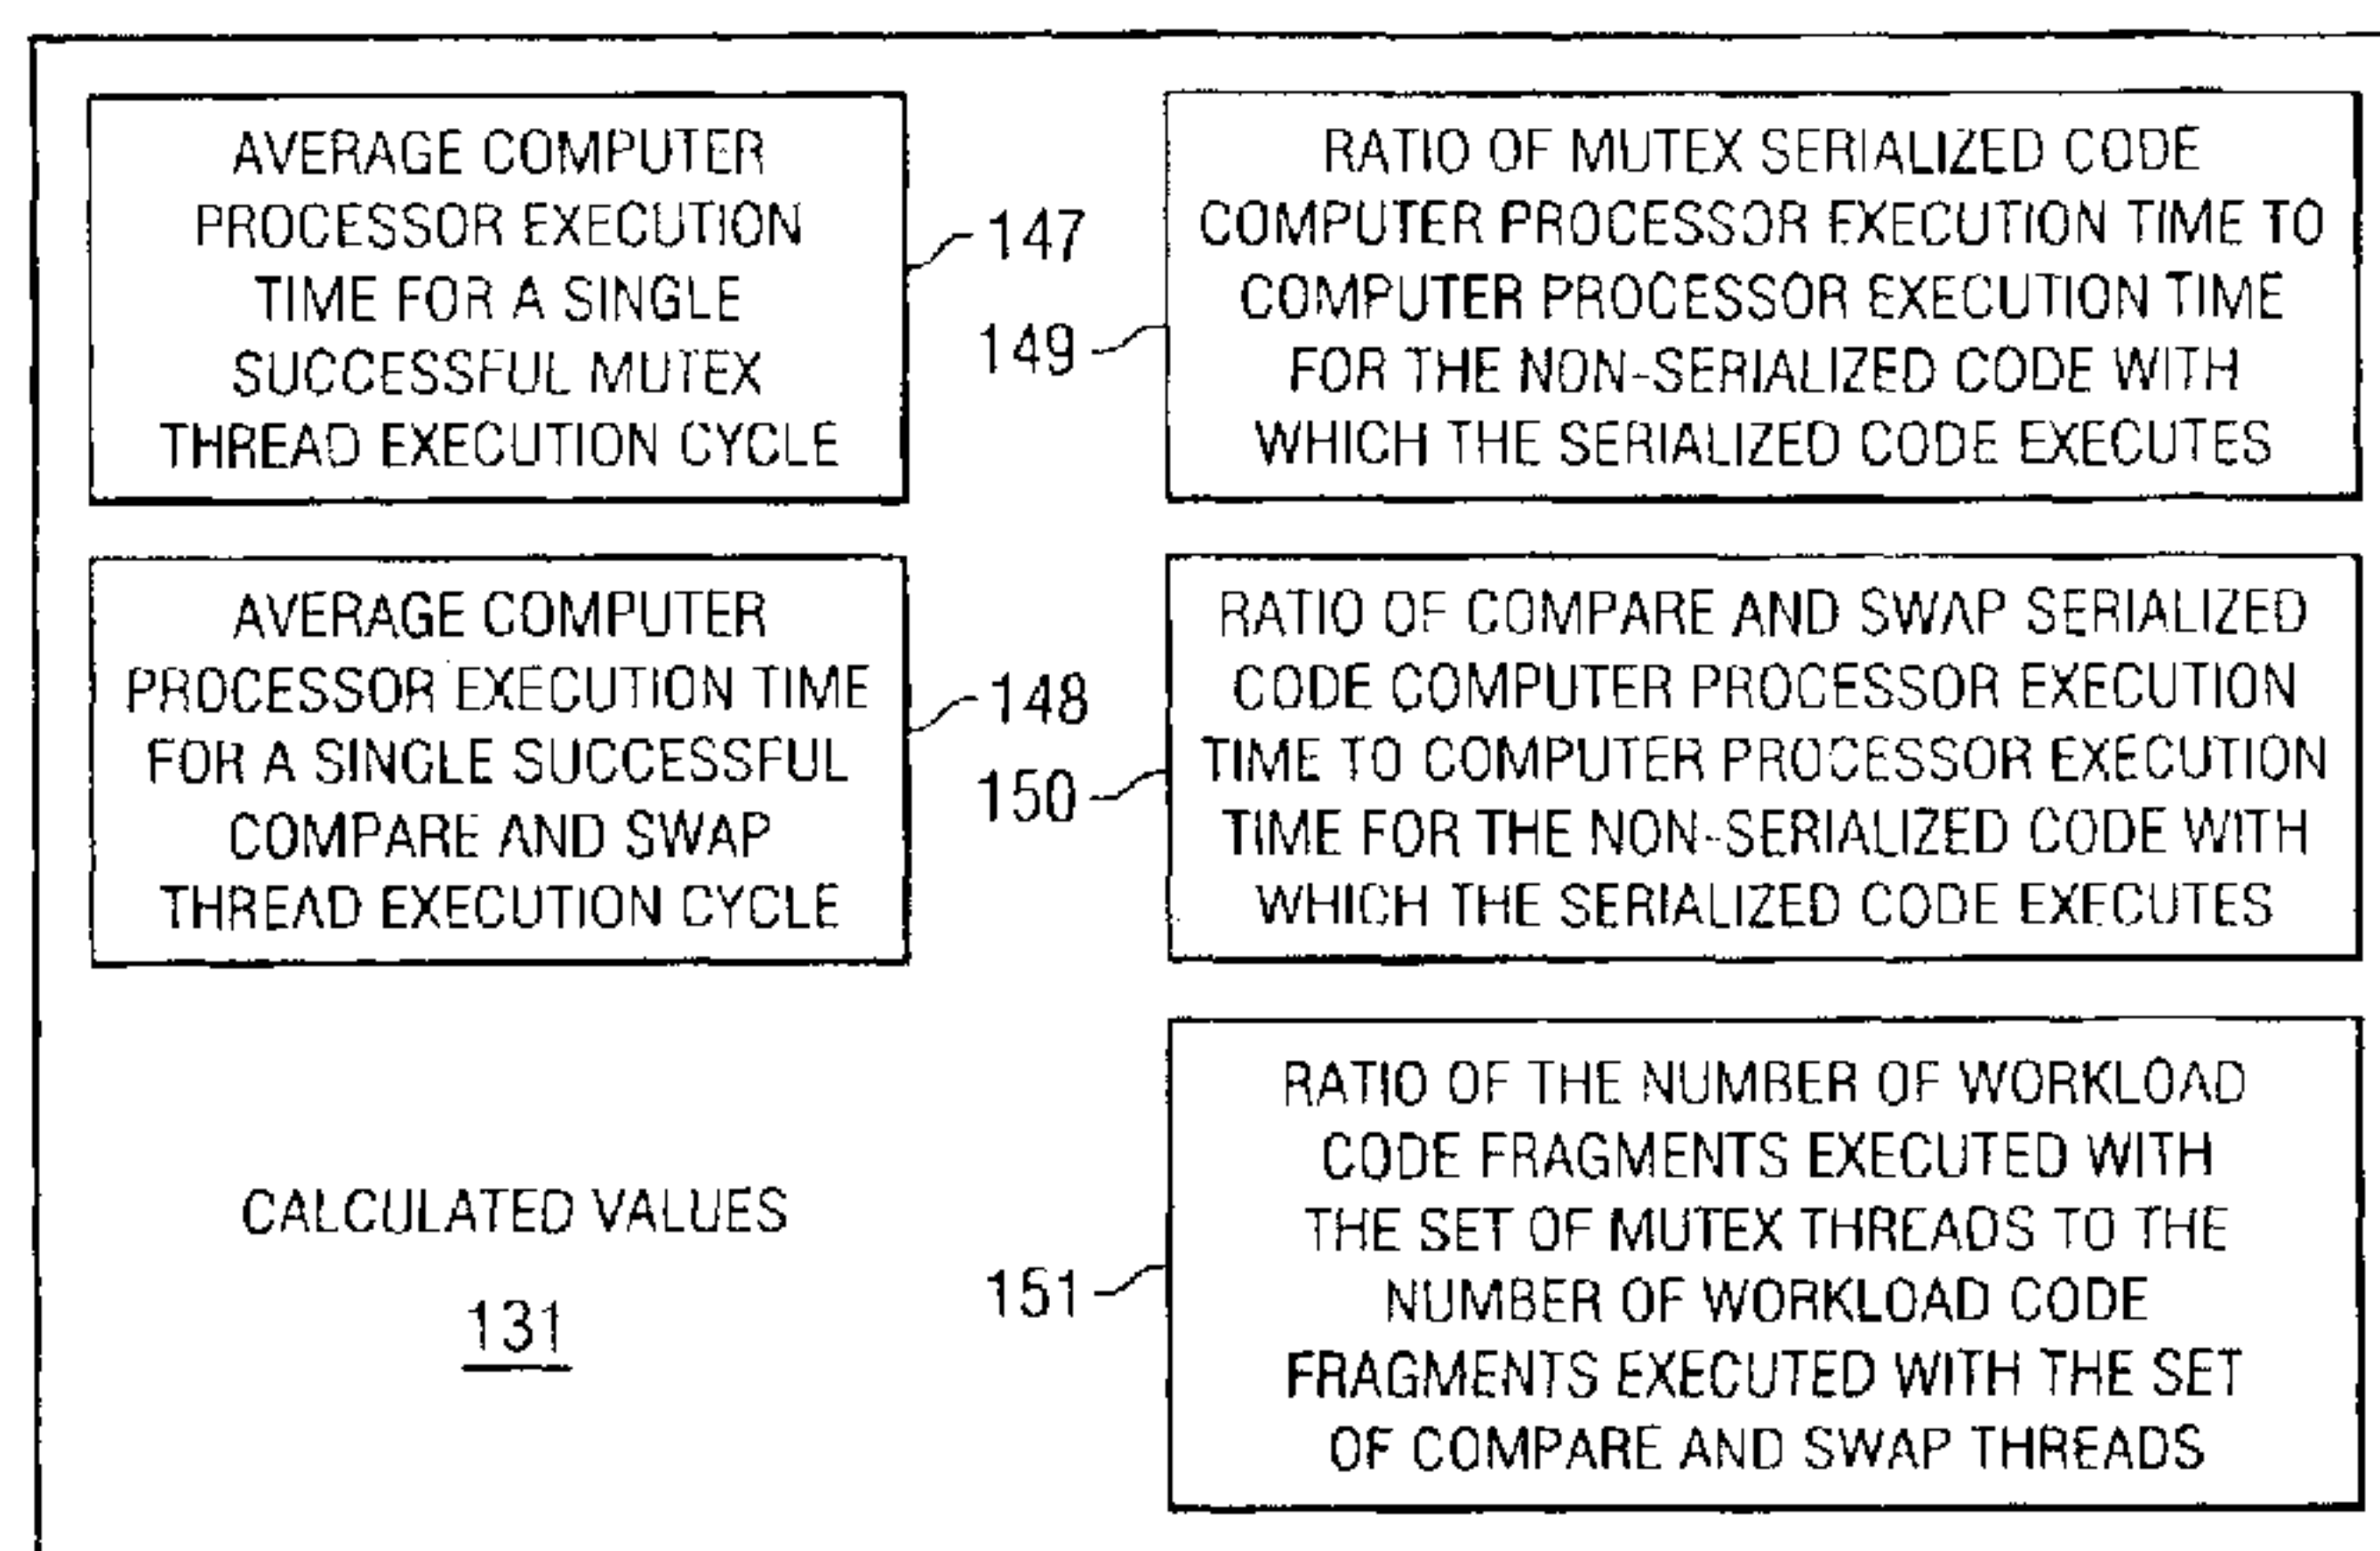 AVERAGE COMPUTER
PROCESSOR EXECUTION
TIME FOR A SINGLE
SUCCESSFUL MUTEX
THREAD EXECUTION CYCLE
147
149
RATIO OF MUTEX SERIALIZED CODE
COMPUTER PROCESSOR EXECUTION TIME TO
COMPUTER PROCESSOR EXECUTION TIME
FOR THE NON-SERIALIZED CODE WITH
WHICH THE SERIALIZED CODE EXECUTES
AVERAGE COMPUTER
PROCESSOR EXECUTION TIME
FOR A SINGLE SUCCESSFUL
COMPARE AND SWAP
THREAD EXECUTION CYCLE
148
150
RATIO OF COMPARE AND SWAP SERIALIZED
CODE COMPUTER PROCESSOR EXECUTION
TIME TO COMPUTER PROCESSOR EXECUTION
TIME FOR THE NON-SERIALIZED CODE WITH
WHICH THE SERIALIZED CODE EXECUTES
CALCULATED VALUES
131
151
RATIO OF THE NUMBER OF WORKLOAD
CODE FRAGMENTS EXECUTED WITH
THE SET OF MUTEX THREADS TO THE
NUMBER OF WORKLOAD CODE
FRAGMENTS EXECUTED WITH THE SET
OF COMPARE AND SWAP THREADS